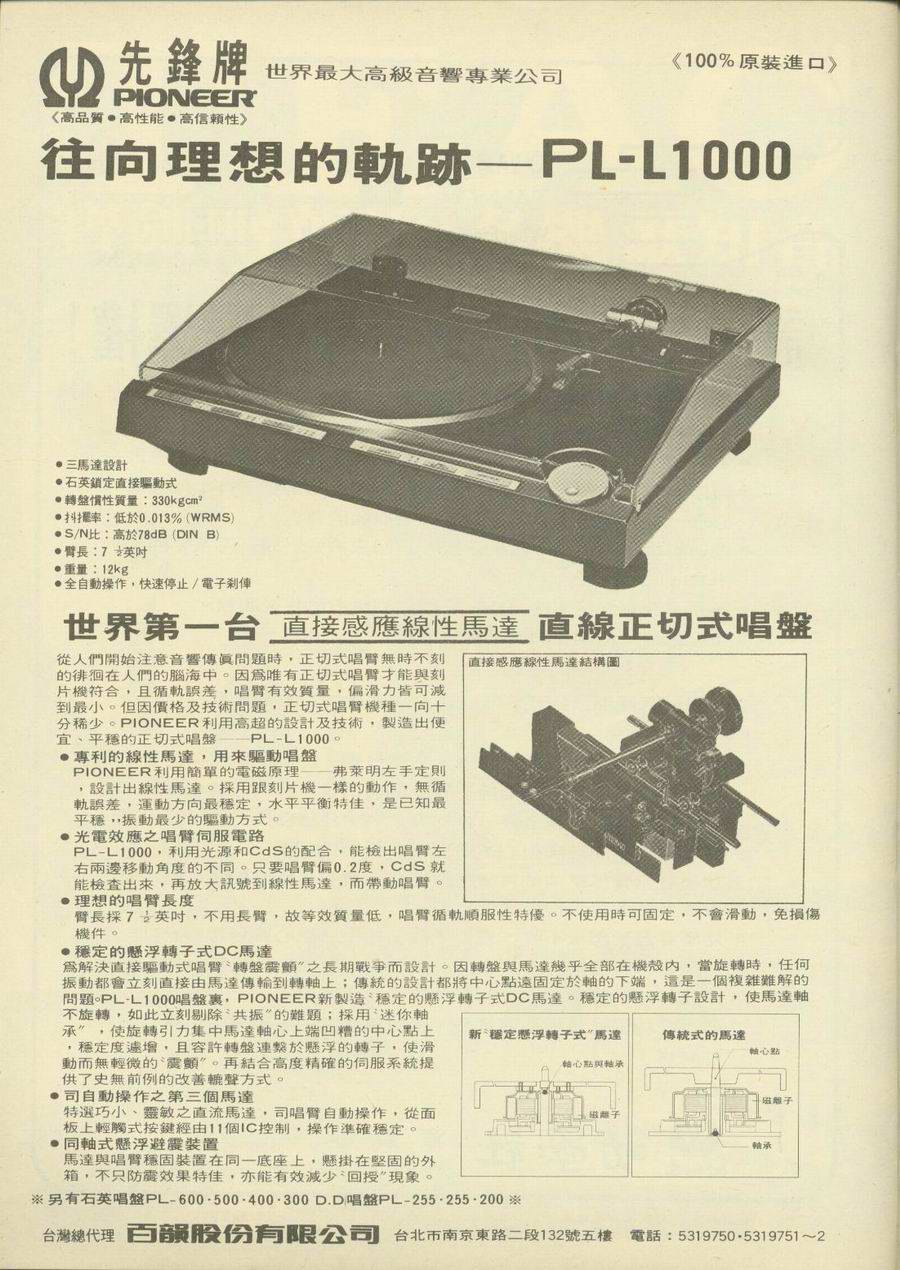 先鋒牌
PIONEER
世界最大高級音響專業公司
《100%原裝進口》
《高品質●高性能●高信賴性》
往向理想的軌跡—PL-L1000
●三馬達設計
●石英鎖定直接驅動式
●轉盤慣性質量：330kgcm²
●抖擺率：低於0.013% (WRMS)
●S/N比：高於78dB (DIN B)
●臂長：7 ½英吋
●重量：12kg
●全自動操作，快速停止/電子剎俥
世界第一台 直接感應線性馬達 直線正切式唱盤
從人們開始注意音響傳眞問題時，正切式唱臂無時不刻
的徘徊在人們的腦海中。因爲唯有正切式唱臂才能與刻
片機符合，且循軌誤差，唱臂有效質量，偏滑力皆可減
到最小。但因價格及技術問題，正切式唱臂機種一向十
分稀少。PIONEER利用高超的設計及技術，製造出便
宜、平穩的正切式唱盤——PL-L1000。
●專利的線性馬達，用來驅動唱盤
PIONEER利用簡單的電磁原理——弗萊明左手定則
，設計出線性馬達。採用跟刻片機一樣的動作，無循
軌誤差，運動方向最穩定，水平平衡特佳，是已知最
平穩，，振動最少的驅動方式。
●光電效應之唱臂伺服電路
PL-L1000，利用光源和CdS的配合，能檢出唱臂左
右兩邊移動角度的不同。只要唱臂偏0.2度，CdS 就
能檢查出來，再放大訊號到線性馬達，而帶動唱臂。
直接感應線性馬達結構圖
●理想的唱臂長度
臂長採 7 ½英吋，不用長臂，故等效質量低，唱臂循軌順服性特優。不使用時可固定，不會滑動，免損傷
機件。
●穩定的懸浮轉子式DC馬達
爲解決直接驅動式唱臂〝轉盤震顫〞之長期戰爭而設計。因轉盤與馬達幾乎全部在機殼內，當旋轉時，任何
振動都會立刻直接由馬達傳輸到轉軸上；傳統的設計都將中心點遠固定於軸的下端，這是一個複雜難解的
問題。PL-L1000唱盤裏，PIONEER新製造〝穩定的懸浮轉子式DC馬達。穩定的懸浮轉子設計，使馬達軸
不旋轉，如此立刻剔除〝共振〞的難題；採用〝迷你軸
承〞，使旋轉引力集中馬達軸心上端凹糟的中心點上
，穩定度遽增，且容許轉盤連繫於懸浮的轉子，使滑
動而無輕微的〝震顫〞。再結合高度精確的伺服系統提
供了史無前例的改善轆聲方式。
●司自動操作之第三個馬達
特選巧小、靈敏之直流馬達，司唱臂自動操作，從面
板上輕觸式按鍵經由11個IC控制，操作準確穩定。
●同軸式懸浮避震裝置
馬達與唱臂穩固裝置在同一底座上，懸掛在堅固的外
箱，不只防震效果特佳，亦能有效減少〝回授〞現象。
新〝穩定懸浮轉子式〞馬達
軸心點與軸承
磁離子
傳統式的馬達
軸心點
磁離子
軸承
※另有石英唱盤PL-600·500·400·300 D.D唱盤PL-255·255·200※
台灣總代理 百韻股份有限公司 台北市南京東路二段132號五樓 電話：5319750·5319751～2